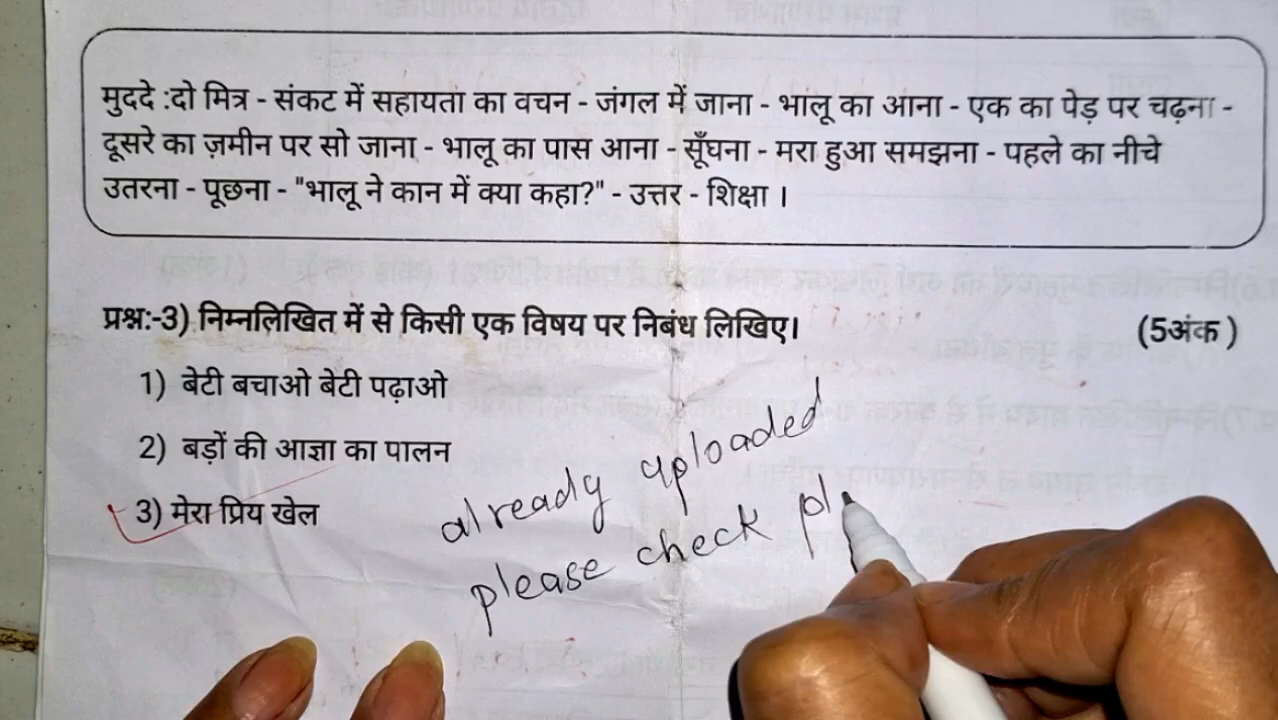 मुददे :दो मित्र - संकट में सहायता का वचन - जंगल में जाना - भालू का आना - एक का पेड़ पर चढ़ना -
दूसरे का ज़मीन पर सो जाना - भालू का पास आना - सूँघना - मरा हुआ समझना - पहले का नीचे
उतरना - पूछना - "भालू ने कान में क्या कहा?" - उत्तर - शिक्षा ।
प्रश्न:-3) निम्नलिखित में से किसी एक विषय पर निबंध लिखिए। (5अंक )
1) बेटी बचाओ बेटी पढ़ाओ
2) बड़ों की आज्ञा का पालन
3) मेरा प्रिय खेल
already uploaded
please check pl